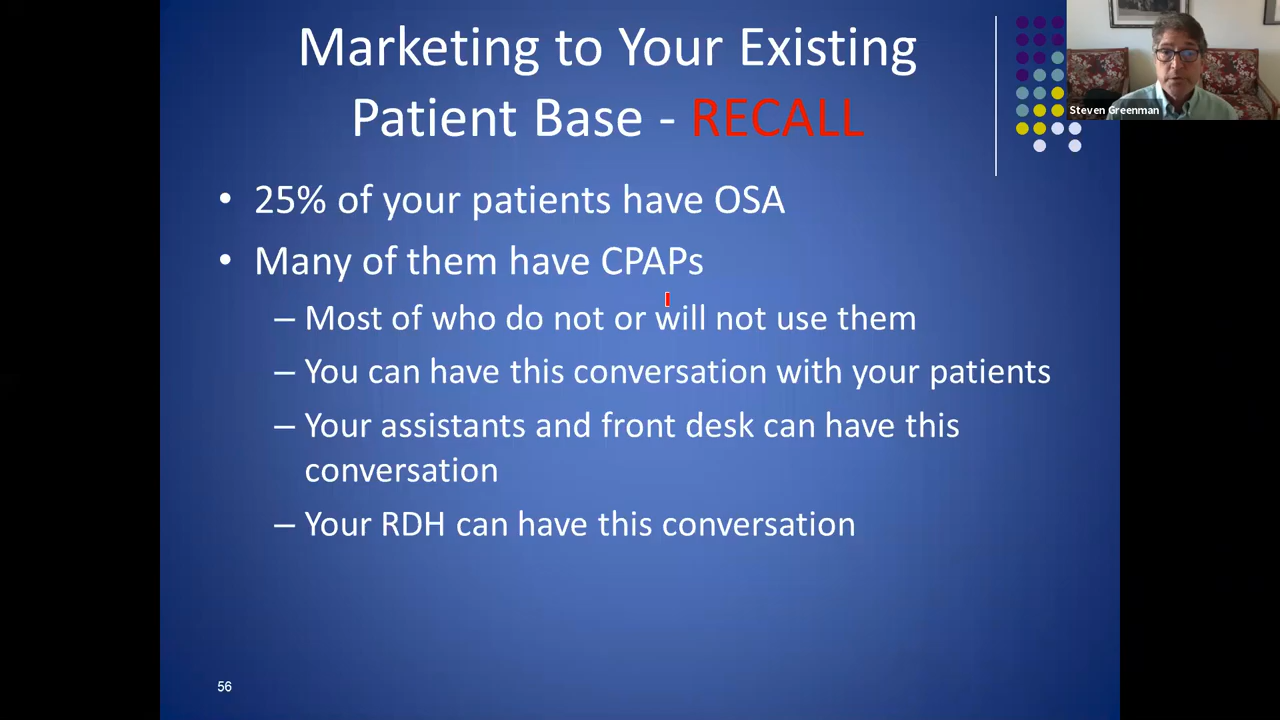 Marketing to Your Existing
Patient Base - RECALL
Steven Greenman
• 25% of your patients have OSA
• Many of them have CPAPs
– Most of who do not or will not use them
– You can have this conversation with your patients
– Your assistants and front desk can have this
conversation
– Your RDH can have this conversation
56